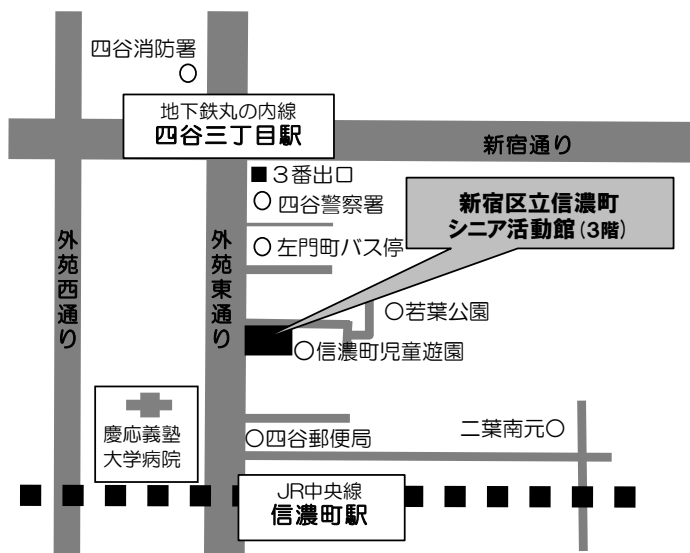 四谷消防署
地下鉄丸の内線
四谷三丁目駅
新宿通り
■3番出口
四谷警察署
新宿区立信濃町
シニア活動館(3階)
左門町バス停
外苑西通り
外苑東通り
若葉公園
信濃町児童遊園
慶応義塾
大学病院
四谷郵便局
二葉南元
JR中央線
信濃町駅